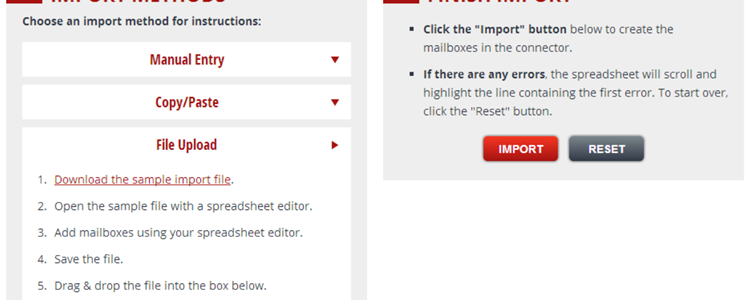 IMPORT METHODS
Choose an import method for instructions:
Manual Entry
Copy/Paste
File Upload
1. Download the sample import file.
2. Open the sample file with a spreadsheet editor.
3. Add mailboxes using your spreadsheet editor.
4. Save the file.
5. Drag & drop the file into the box below.
FINISH IMPORT
Click the "Import" button below to create the
mailboxes in the connector.
If there are any errors, the spreadsheet will scroll and
highlight the line containing the first error. To start over,
click the "Reset" button.
IMPORT
RESET